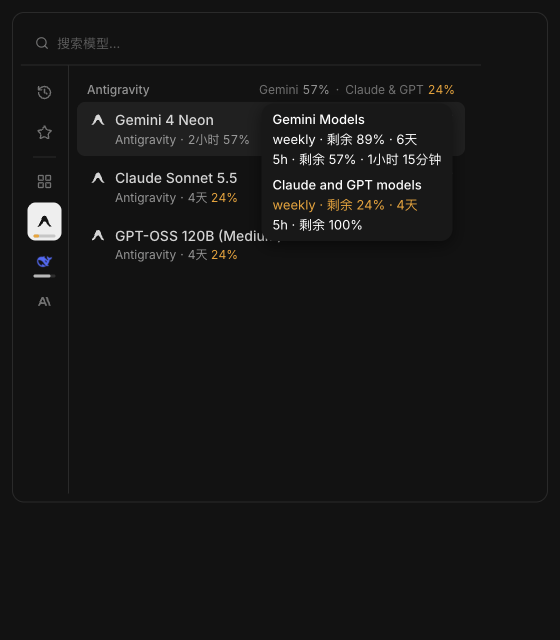 搜索模型...
Antigravity
Gemini 57% · Claude & GPT 24%
Gemini 4 Neon
Antigravity · 2小时 57%
Claude Sonnet 5.5
Antigravity · 4天 24%
GPT-OSS 120B (Medium)
Antigravity · 4天 24%
Gemini Models
weekly · 剩余 89% · 6天
5h · 剩余 57% · 1小时 15分钟
Claude and GPT models
weekly · 剩余 24% · 4天
5h · 剩余 100%